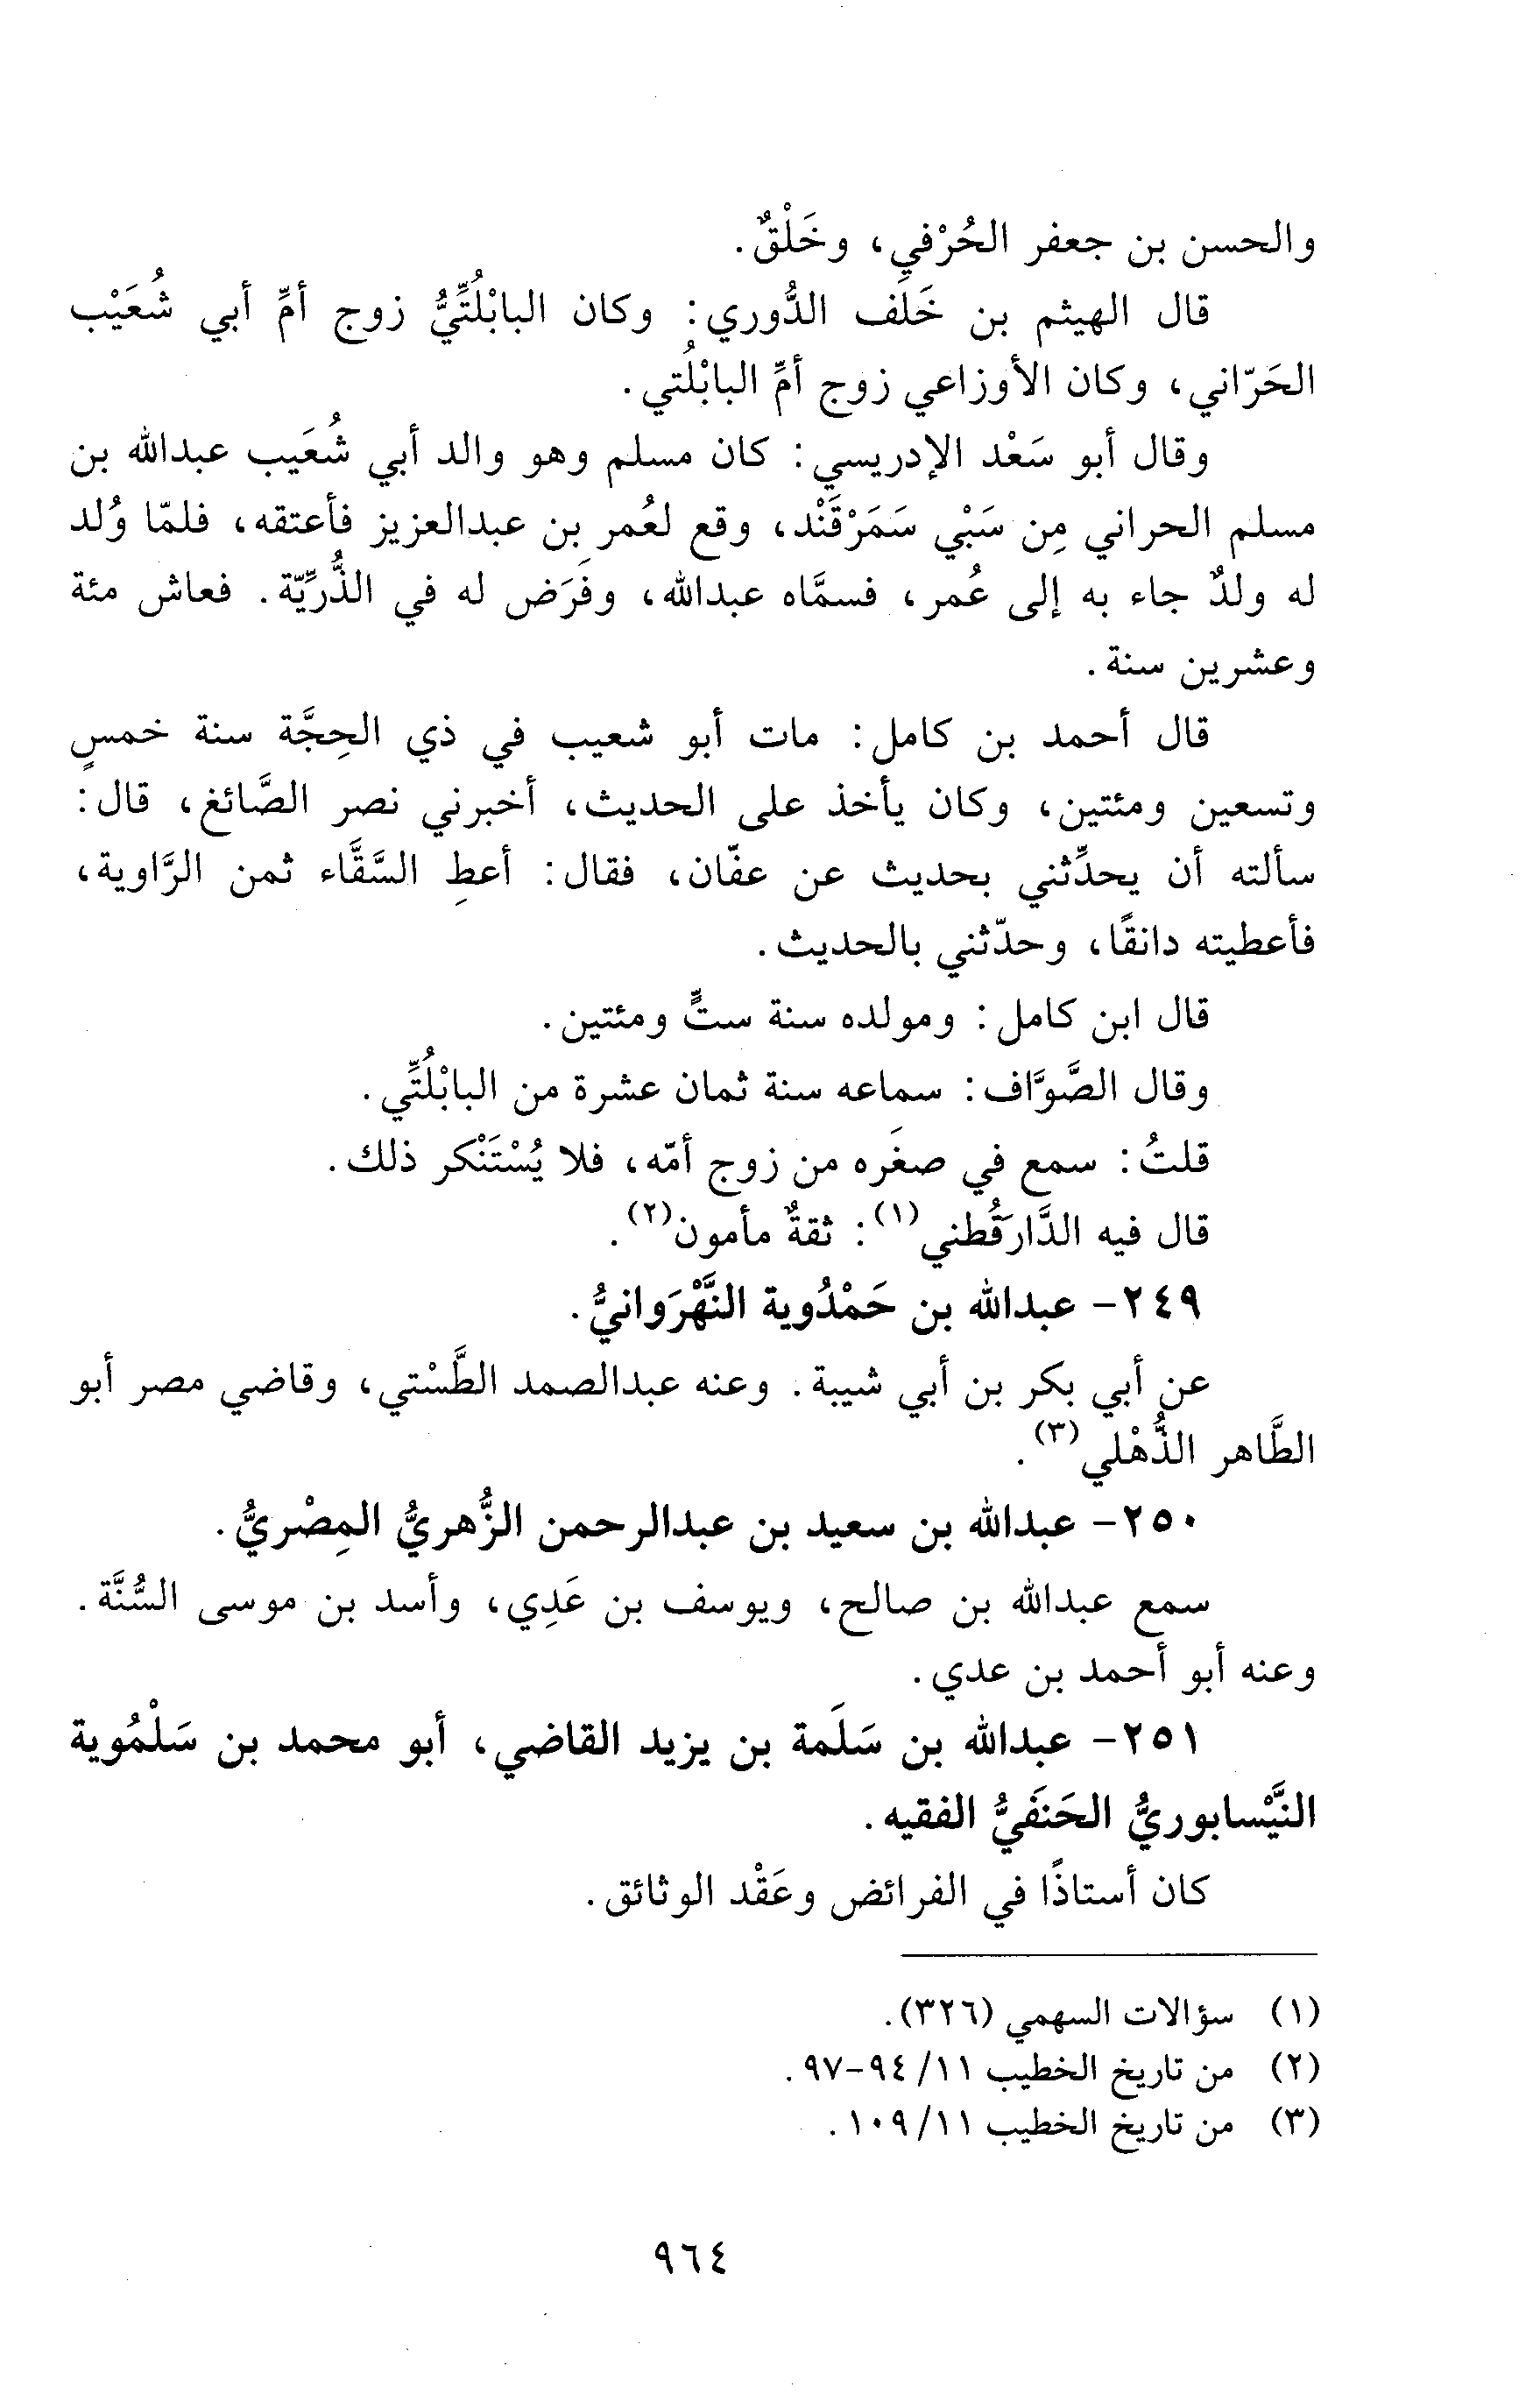 والحسن بن جعفر الحُرْفي، وخَلْقٌ.
قال الهيثم بن خَلَف الدُّوري: وكان البابْلُتِّيُّ زوج أمِّ أبي شُعَيْب
الحَرّاني، وكان الأوزاعي زوج أمِّ البابْلُتي.
وقال أبو سَعْد الإدريسي: كان مسلم وهو والد أبي شُعَيب عبدالله بن
مسلم الحراني مِن سَبْي سَمَرْقَنْد، وقع لعُمر بن عبدالعزيز فأعتقه، فلمّا وُلد
له ولدٌ جاء به إلى عُمر، فسمَّاه عبدالله، وفَرَض له في الذُّرِّيّة. فعاش مئة
وعشرين سنة.
قال أحمد بن كامل: مات أبو شعيب في ذي الحِجَّة سنة خمسٍ
وتسعين ومئتين، وكان يأخذ على الحديث، أخبرني نصر الصَّائغ، قال:
سألته أن يحدِّثني بحديث عن عفّان، فقال: أعطِ السَّقَّاء ثمن الرَّاوية،
فأعطيته دانقًا، وحدّثني بالحديث.
قال ابن كامل: ومولده سنة ستٍّ ومئتين.
وقال الصَّوَّاف: سماعه سنة ثمان عشرة من البابْلُتِّي.
قلتُ: سمع في صغَره من زوج أمّه، فلا يُسْتَنْكر ذلك.
قال فيه الدَّارَقُطني(١): ثقةٌ مأمون(٢).
٢٤٩- عبدالله بن حَمْدُوية النَّهْرَوانيُّ.
عن أبي بكر بن أبي شيبة. وعنه عبدالصمد الطَّسْتي، وقاضي مصر أبو
الطَّاهر الذُّهْلي(٣).
٢٥٠- عبدالله بن سعيد بن عبدالرحمن الزُّهريُّ المِصْريُّ.
سمع عبدالله بن صالح، ويوسف بن عَدِي، وأسد بن موسى السُّنَّة.
وعنه أبو أحمد بن عدي.
٢٥١- عبدالله بن سَلَمة بن يزيد القاضي، أبو محمد بن سَلْمُوية
النَّيْسابوريُّ الحَنَفيُّ الفقيه.
كان أستاذًا في الفرائض وعَقْد الوثائق.
(١) سؤالات السهمي (٣٢٦).
(٢) من تاريخ الخطيب ١١/ ٩٤-٩٧.
(٣) من تاريخ الخطيب ١١/ ١٠٩.
٩٦٤